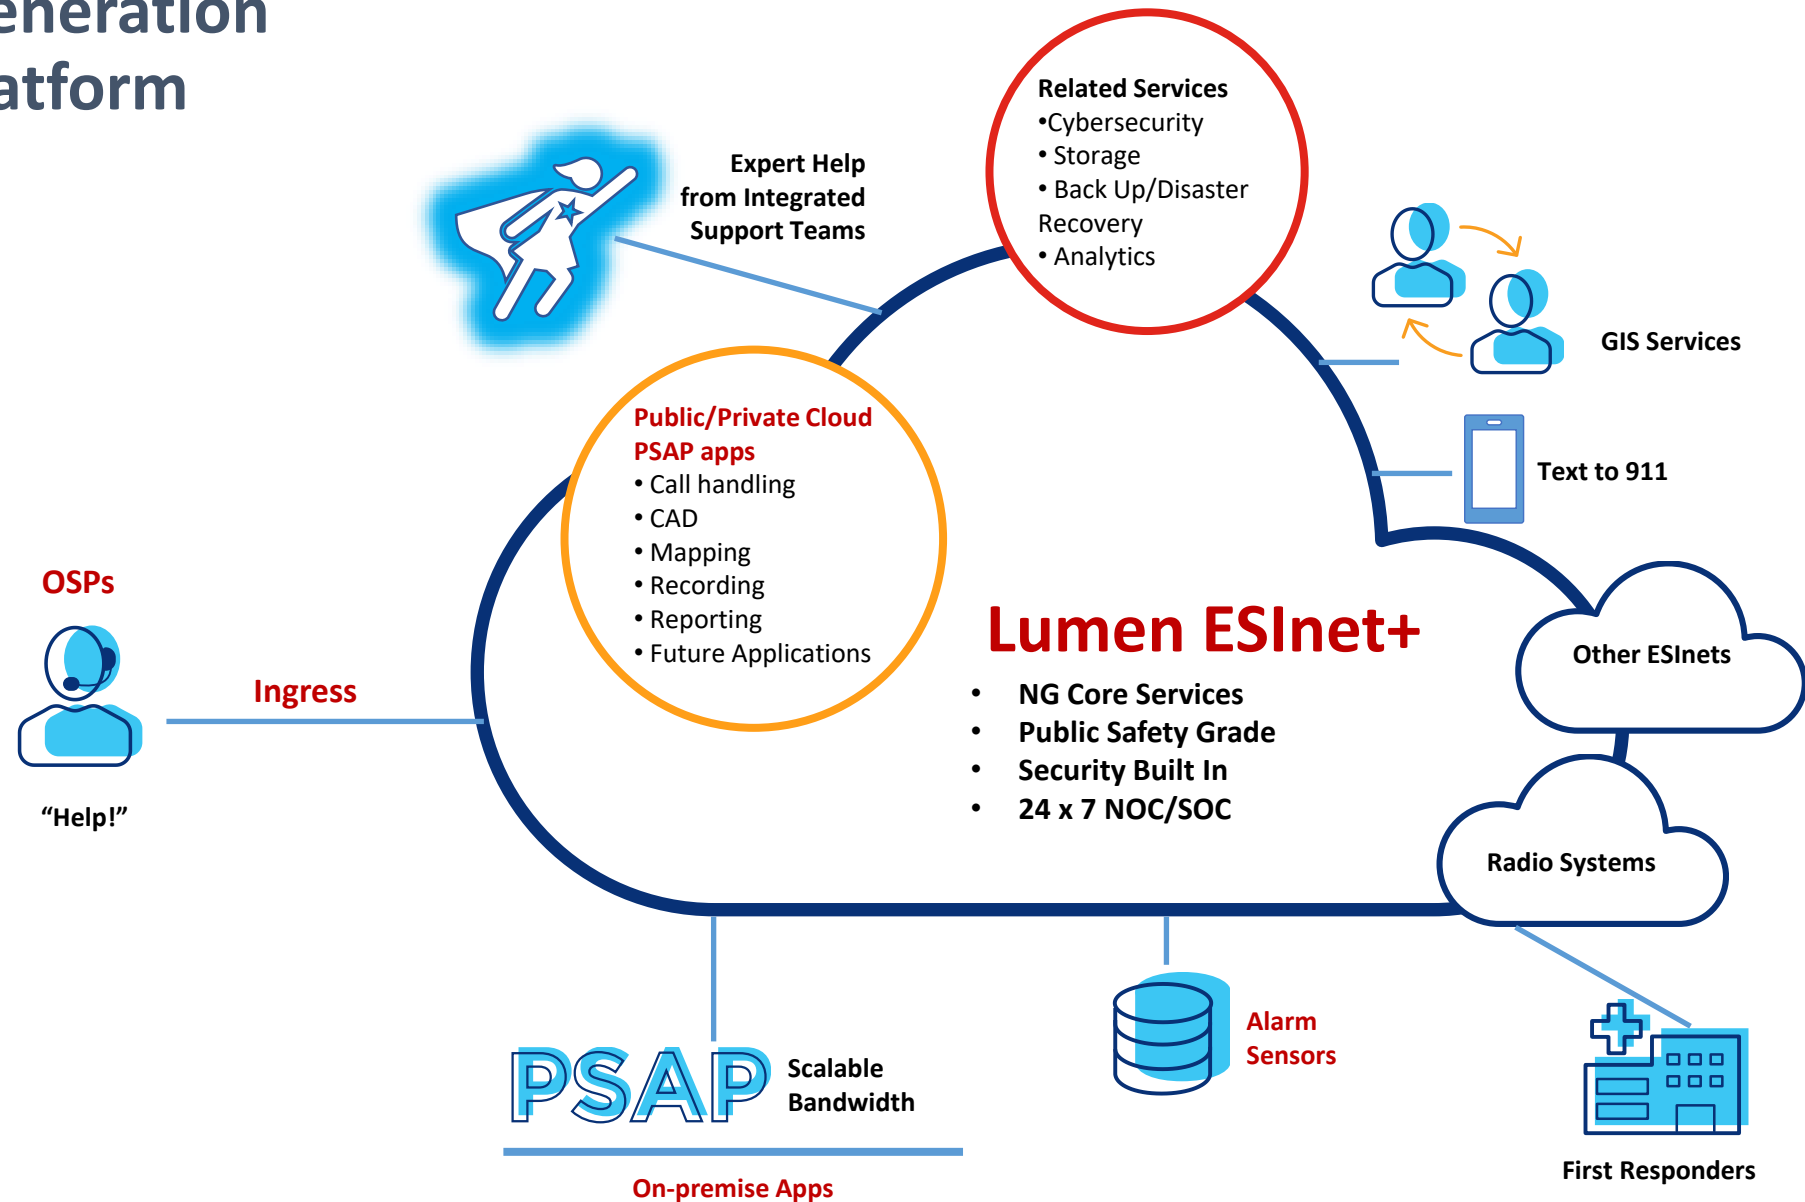 eneration
atform
Related Services
•Cybersecurity
• Storage
• Back Up/Disaster
Recovery
• Analytics
Expert Help
from Integrated
Support Teams
GIS Services
Text to 911
Public/Private Cloud
PSAP apps
• Call handling
• CAD
• Mapping
• Recording
• Reporting
• Future Applications
OSPs
Ingress
“Help!”
Lumen ESInet+
• NG Core Services
• Public Safety Grade
• Security Built In
• 24 x 7 NOC/SOC
Other ESInets
Radio Systems
PSAP
Scalable
Bandwidth
On-premise Apps
Alarm
Sensors
First Responders